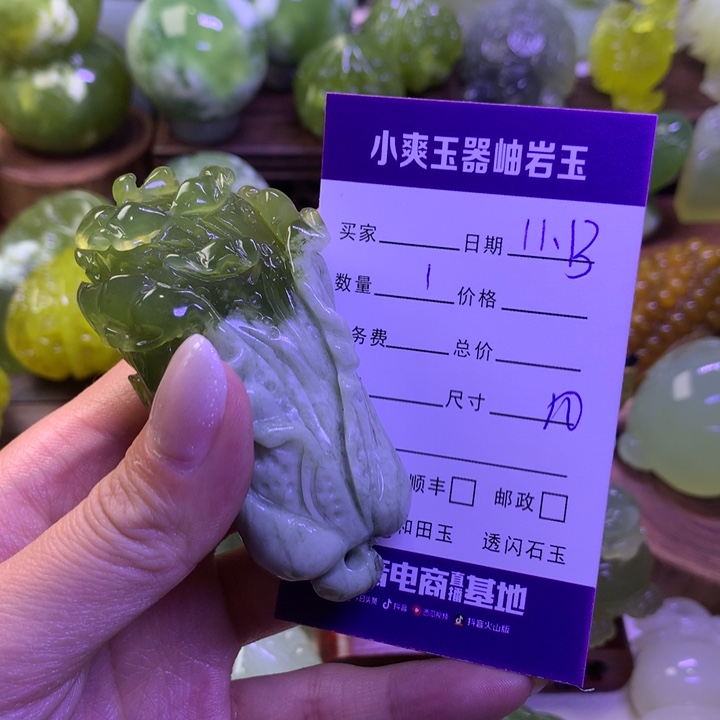 小爽玉器岫岩玉
买家 日期 11.13
数量 1 价格
务费 总价
尺寸
顺丰□ 邮政□
和田玉 透闪石玉
电商直播基地
抖音 抖音火山版